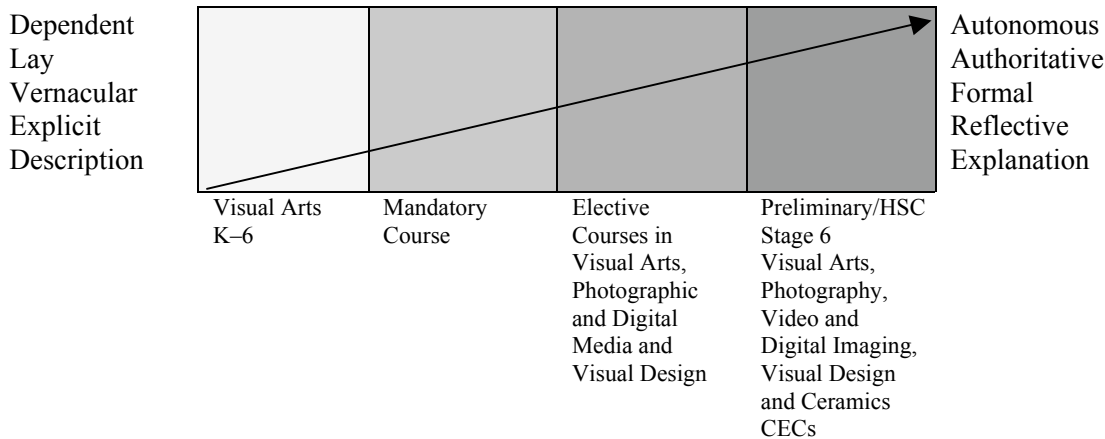 Dependent
Lay
Vernacular
Explicit
Description
Autonomous
Authoritative
Formal
Reflective
Explanation
Visual Arts
K–6
Mandatory
Course
Elective
Courses in
Visual Arts,
Photographic
and Digital
Media and
Visual Design
Preliminary/HSC
Stage 6
Visual Arts,
Photography,
Video and
Digital Imaging,
Visual Design
and Ceramics
CECs